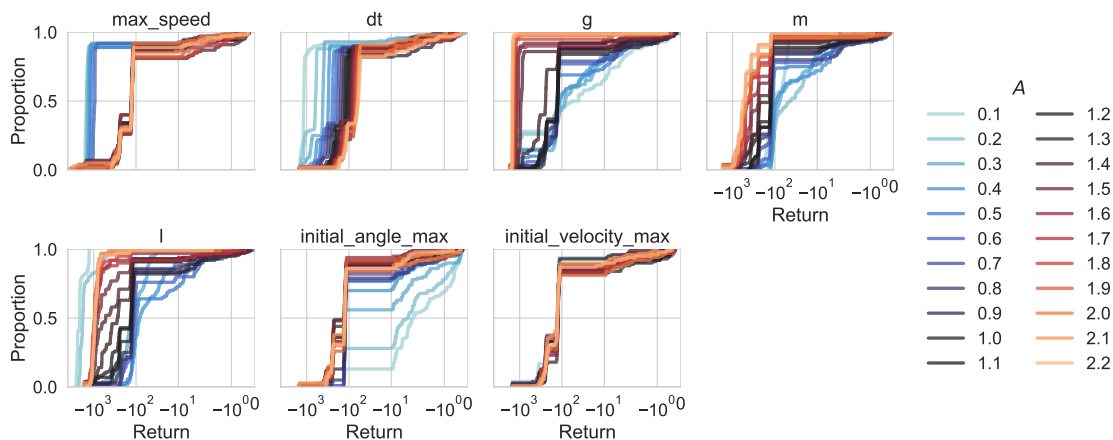 max_speed
dt
g
m
Proportion
1.0
0.5
0.0
−10³ −10² −10¹ −10⁰ 0
Return
A
0.1 1.2
0.2 1.3
0.3 1.4
0.4 1.5
0.5 1.6
0.6 1.7
0.7 1.8
0.8 1.9
0.9 2.0
1.0 2.1
1.1 2.2
l
initial_angle_max
initial_velocity_max
Proportion
1.0
0.5
0.0
−10³ −10² −10¹ −10⁰ 0
−10³ −10² −10¹ −10⁰ 0
−10³ −10² −10¹ −10⁰ 0
Return
Return
Return